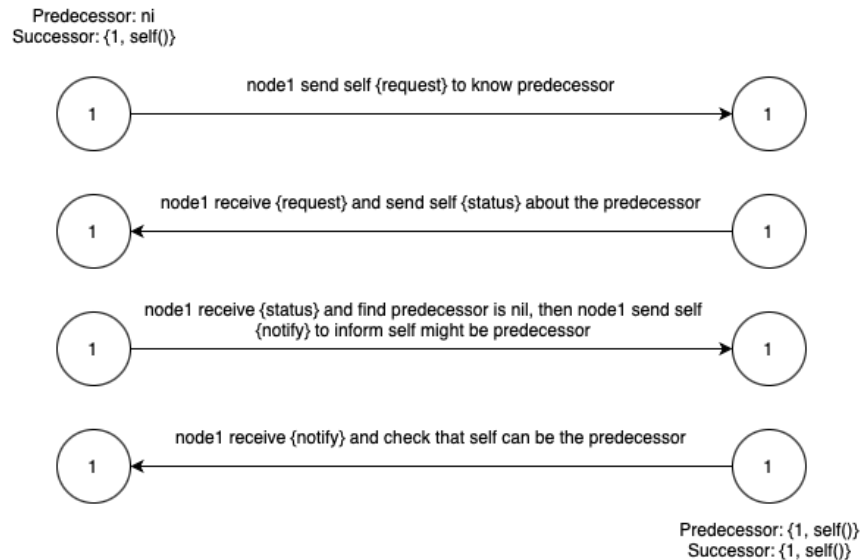 Predecessor: ni
Successor: {1, self()}
node1 send self {request} to know predecessor
1
1
node1 receive {request} and send self {status} about the predecessor
1
1
node1 receive {status} and find predecessor is nil, then node1 send self
{notify} to inform self might be predecessor
1
1
node1 receive {notify} and check that self can be the predecessor
1
1
Predecessor: {1, self()}
Successor: {1, self()}